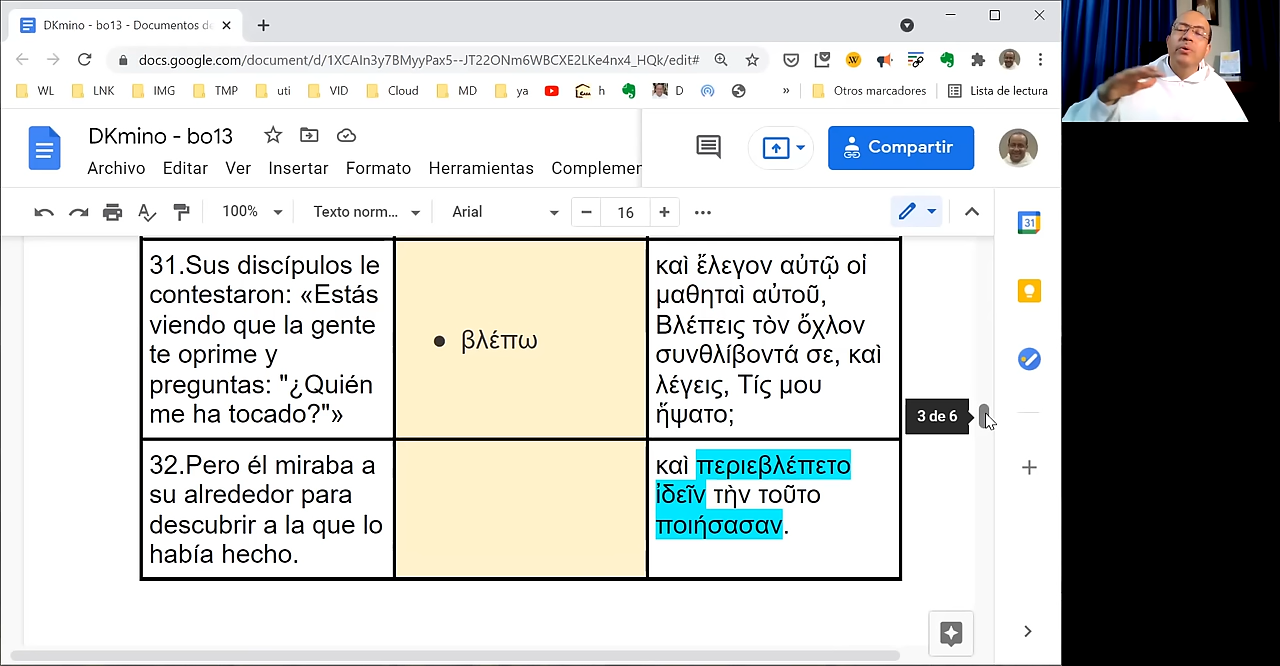 DKmino - bo13 - Documentos de
docs.google.com/document/d/1XCAIn3y7BMyyPax5--JT22ONm6WBCXE2LKe4nx4_HQk/edit#
WL LNK IMG TMP uti VID Cloud MD ya h D » Otros marcadores Lista de lectura
DKmino - bo13
Archivo Editar Ver Insertar Formato Herramientas Complemen
Compartir
100% Texto norm... Arial 16
31
31.Sus discípulos le
contestaron: «Estás
viendo que la gente
te oprime y
preguntas: "¿Quién
me ha tocado?"»
● βλέπω
καὶ ἔλεγον αὐτῷ οἱ
μαθηταὶ αὐτοῦ,
Βλέπεις τὸν ὄχλον
συνθλίβοντά σε, καὶ
λέγεις, Τίς μου
ἥψατο;
3 de 6
32.Pero él miraba a
su alrededor para
descubrir a la que lo
había hecho.
καὶ περιεβλέπετο
ἰδεῖν τὴν τοῦτο
ποιήσασαν.